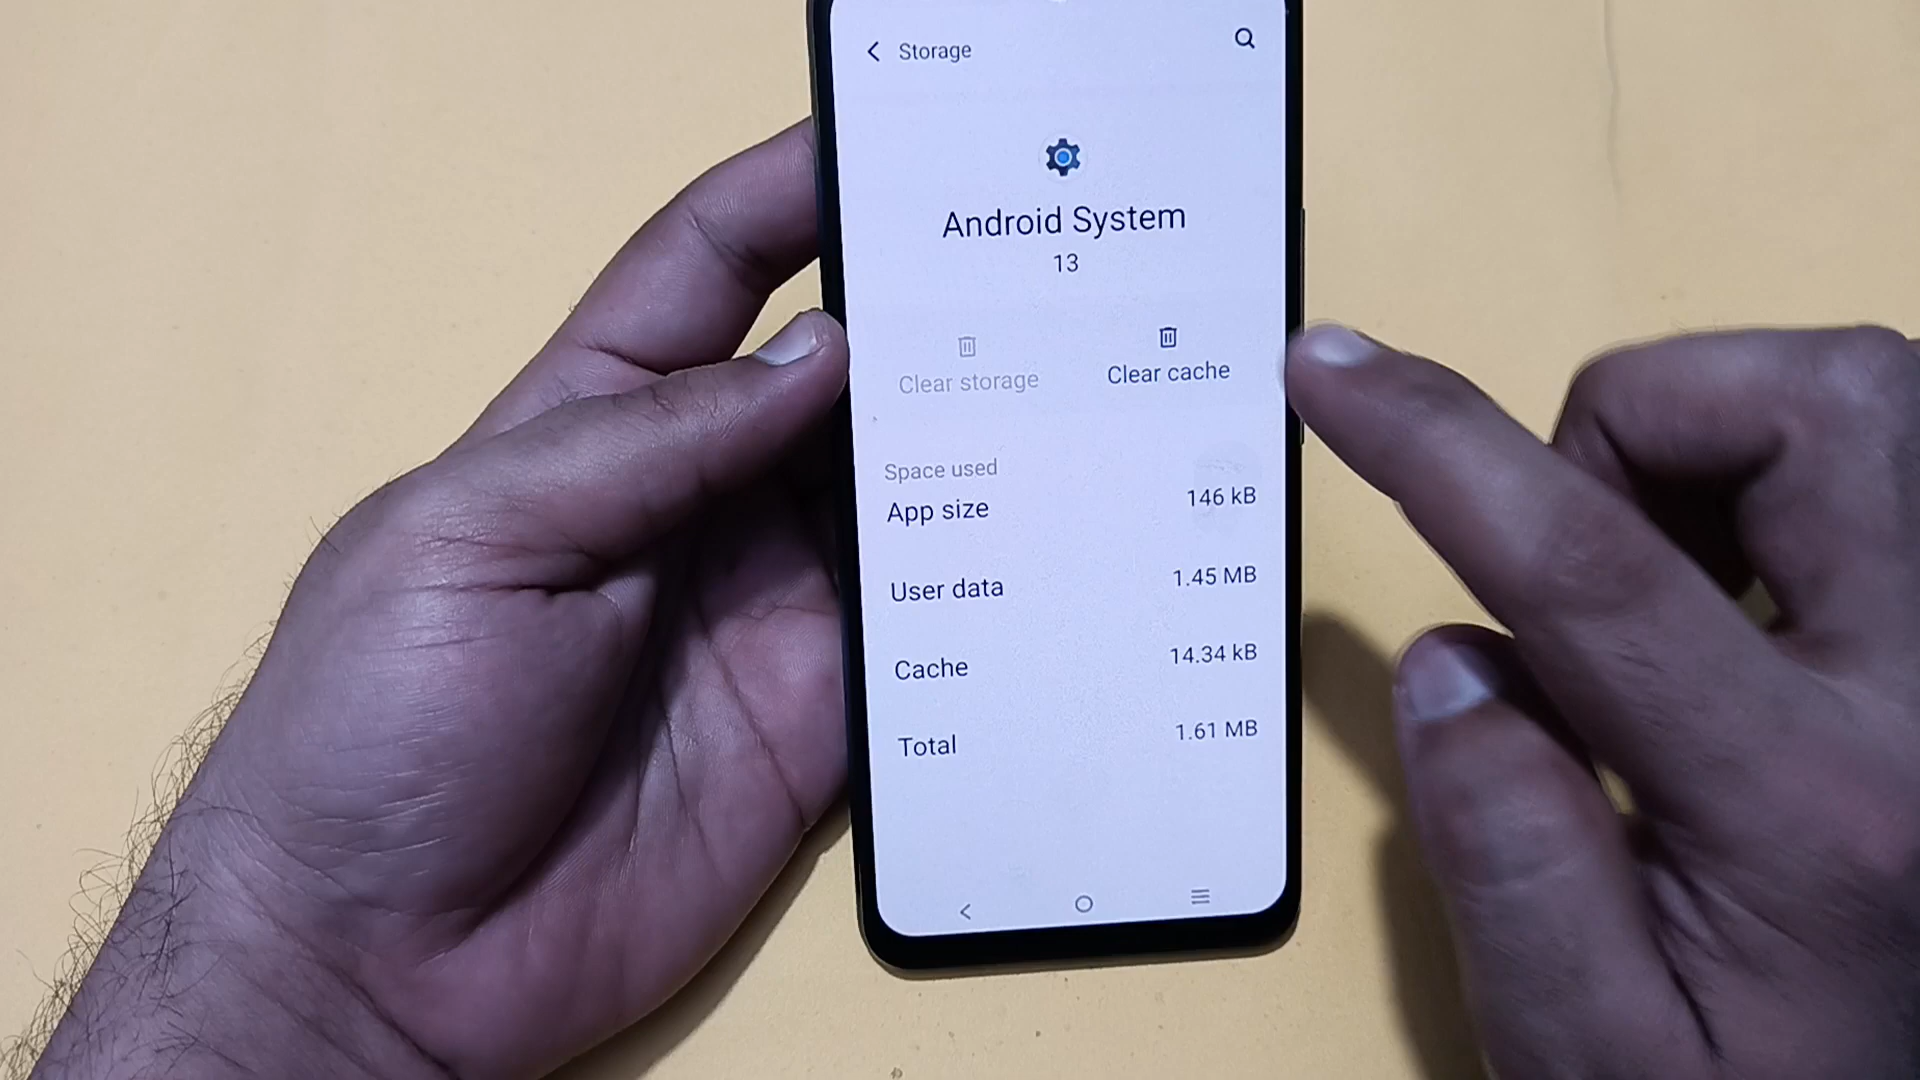 Storage
Android System
13
Clear storage
Clear cache
Space used
App size 146 kB
User data 1.45 MB
Cache 14.34 kB
Total 1.61 MB